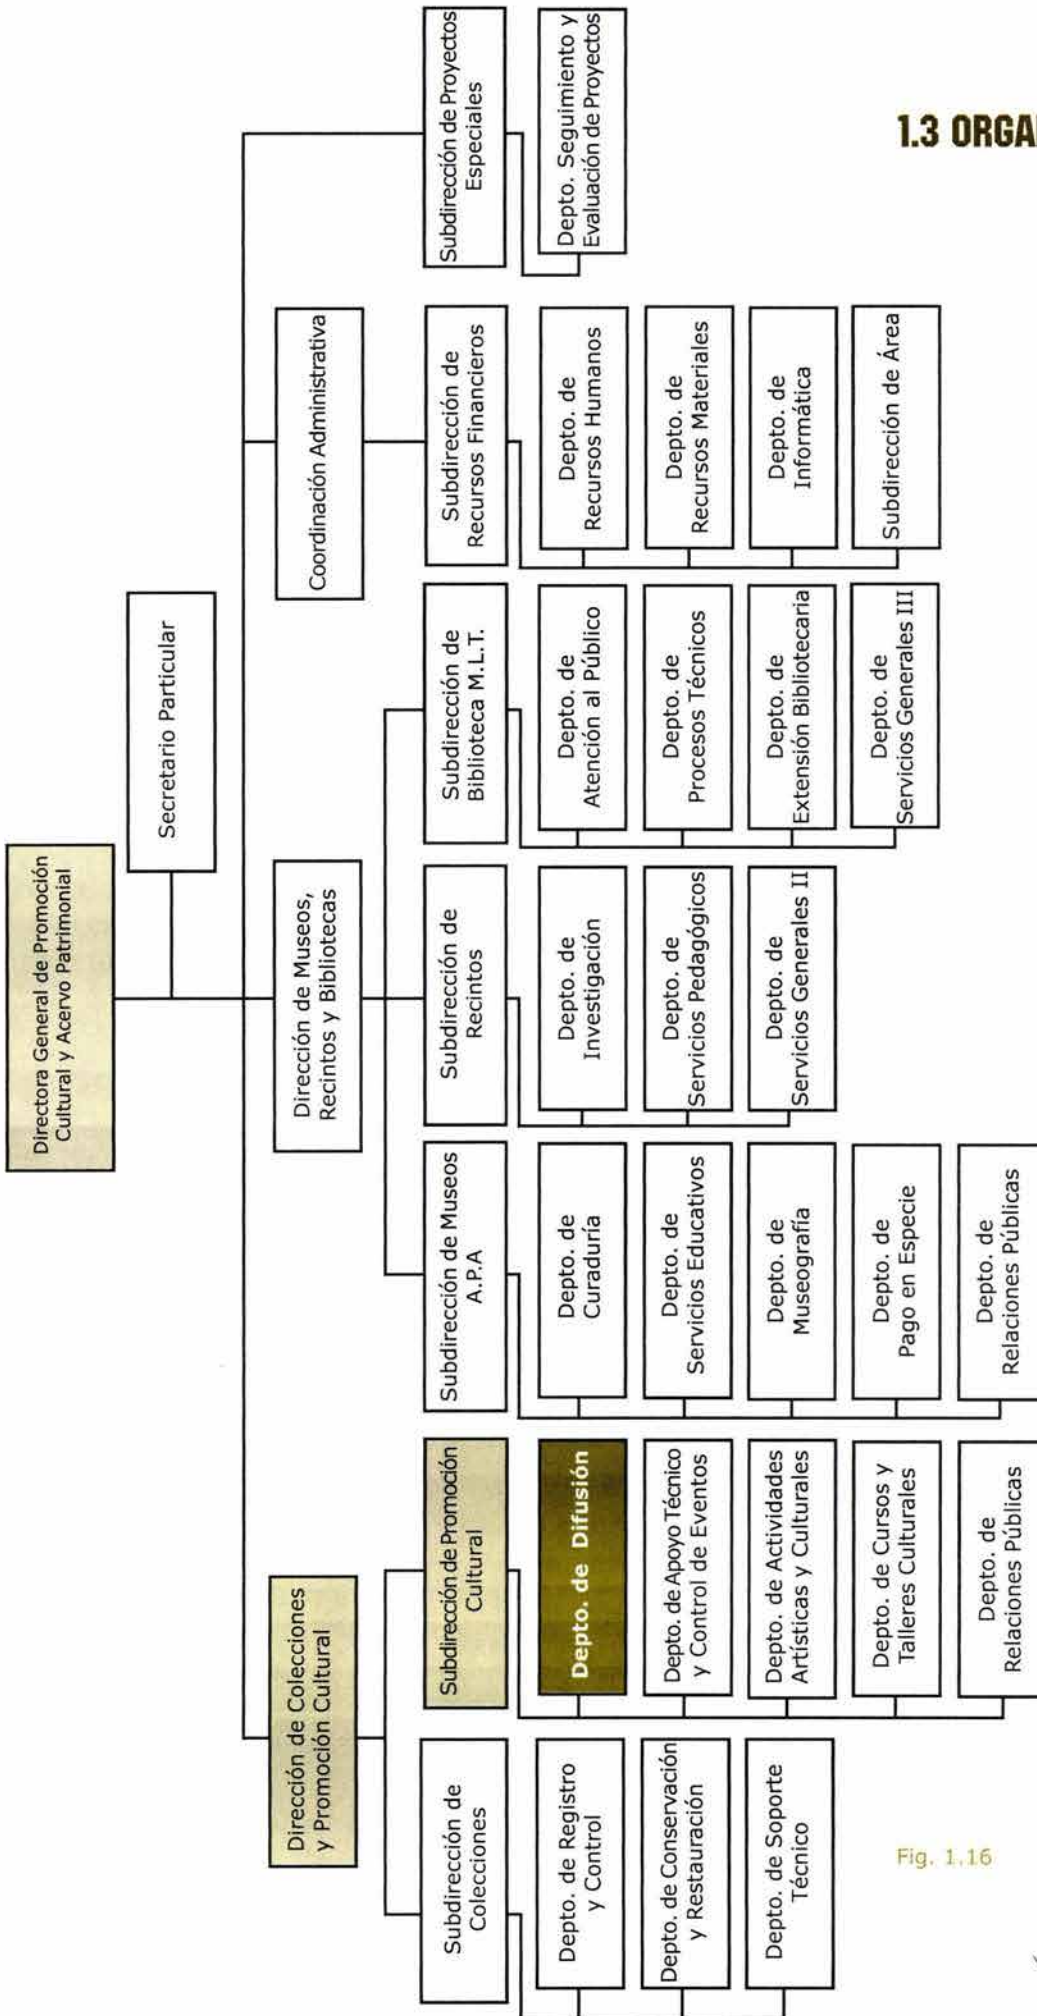 1.3 ORGA
Directora General de Promoción
Cultural y Acervo Patrimonial
Secretario Particular
Dirección de Colecciones
y Promoción Cultural
Dirección de Museos,
Recintos y Bibliotecas
Coordinación Administrativa
Subdirección de
Colecciones
Subdirección de Promoción
Cultural
Subdirección de Museos
A.P.A
Subdirección de
Recintos
Subdirección de
Biblioteca M.L.T.
Subdirección de
Recursos Financieros
Subdirección de Proyectos
Especiales
Depto. de Registro
y Control
Depto. de Conservación
y Restauración
Depto. de Soporte
Técnico
Depto. de Difusión
Depto. de Apoyo Técnico
y Control de Eventos
Depto. de Actividades
Artísticas y Culturales
Depto. de Cursos y
Talleres Culturales
Depto. de
Relaciones Públicas
Depto. de
Curaduría
Depto. de
Servicios Educativos
Depto. de
Museografía
Depto. de
Pago en Especie
Depto. de
Relaciones Públicas
Depto. de
Investigación
Depto. de
Servicios Pedagógicos
Depto. de
Servicios Generales II
Depto. de
Atención al Público
Depto. de
Procesos Técnicos
Depto. de
Extensión Bibliotecaria
Depto. de
Servicios Generales III
Depto. de
Recursos Humanos
Depto. de
Recursos Materiales
Depto. de
Informática
Subdirección de Área
Depto. Seguimiento y
Evaluación de Proyectos
Fig. 1.16